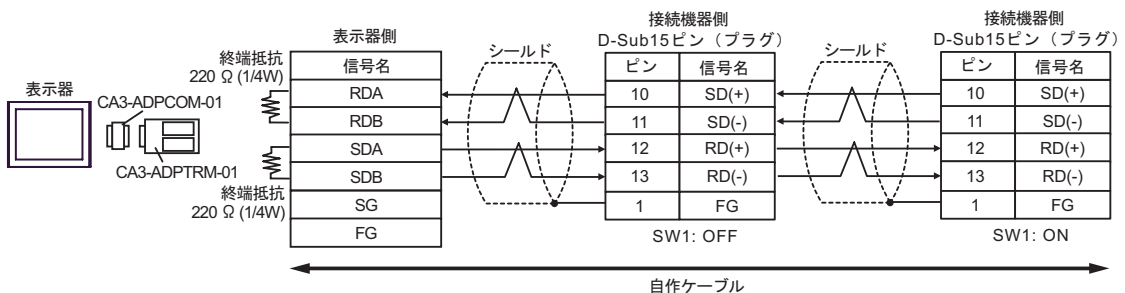 表示器
CA3-ADPCOM-01
CA3-ADPTRM-01
終端抵抗
220 Ω (1/4W)
終端抵抗
220 Ω (1/4W)
表示器側
信号名
RDA
RDB
SDA
SDB
SG
FG
シールド
接続機器側
D-Sub15ピン（プラグ）
ピン 信号名
10 SD(+)
11 SD(-)
12 RD(+)
13 RD(-)
1 FG
SW1: OFF
シールド
接続機器側
D-Sub15ピン（プラグ）
ピン 信号名
10 SD(+)
11 SD(-)
12 RD(+)
13 RD(-)
1 FG
SW1: ON
自作ケーブル